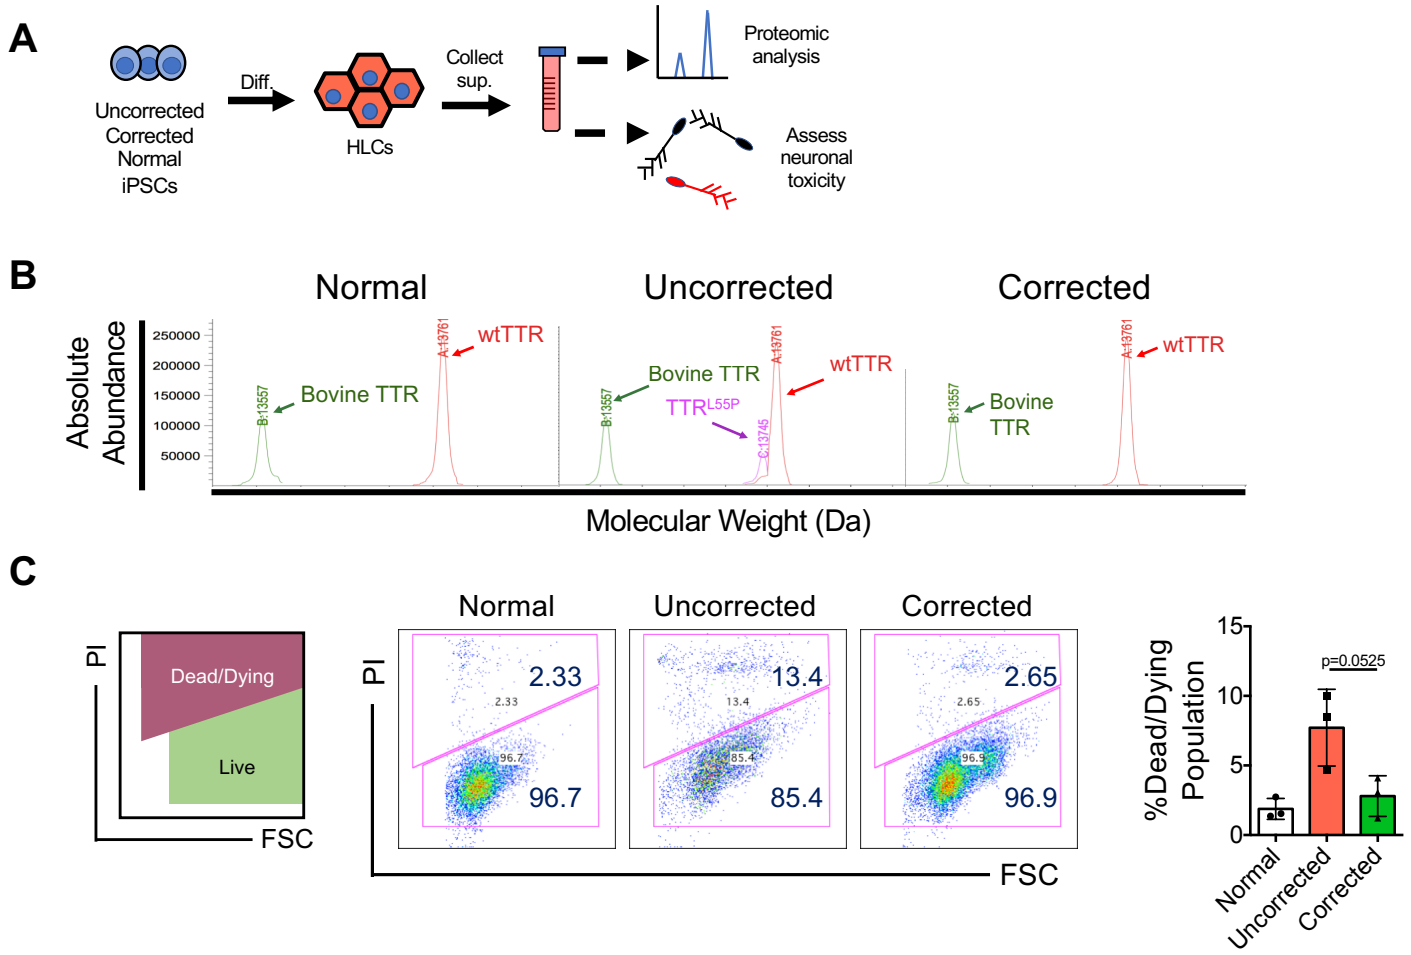 A
Uncorrected
Corrected
Normal
iPSCs
Diff.
HLCs
Collect
sup.
Proteomic
analysis
Assess
neuronal
toxicity
B
Normal
Uncorrected
Corrected
Absolute
Abundance
250000
200000
150000
100000
50000
B:13557
Bovine TTR
A:13761
wtTTR
B:13557
Bovine TTR
TTRL55P
C:13745
A:13761
wtTTR
B:13557
Bovine
TTR
A:13761
wtTTR
Molecular Weight (Da)
C
PI
Dead/Dying
Live
FSC
PI
Normal
2.33
2.33
96.7
96.7
Uncorrected
13.4
13.4
85.4
85.4
Corrected
2.65
2.65
96.9
96.9
FSC
%Dead/Dying
Population
15
10
5
0
p=0.0525
Normal
Uncorrected
Corrected